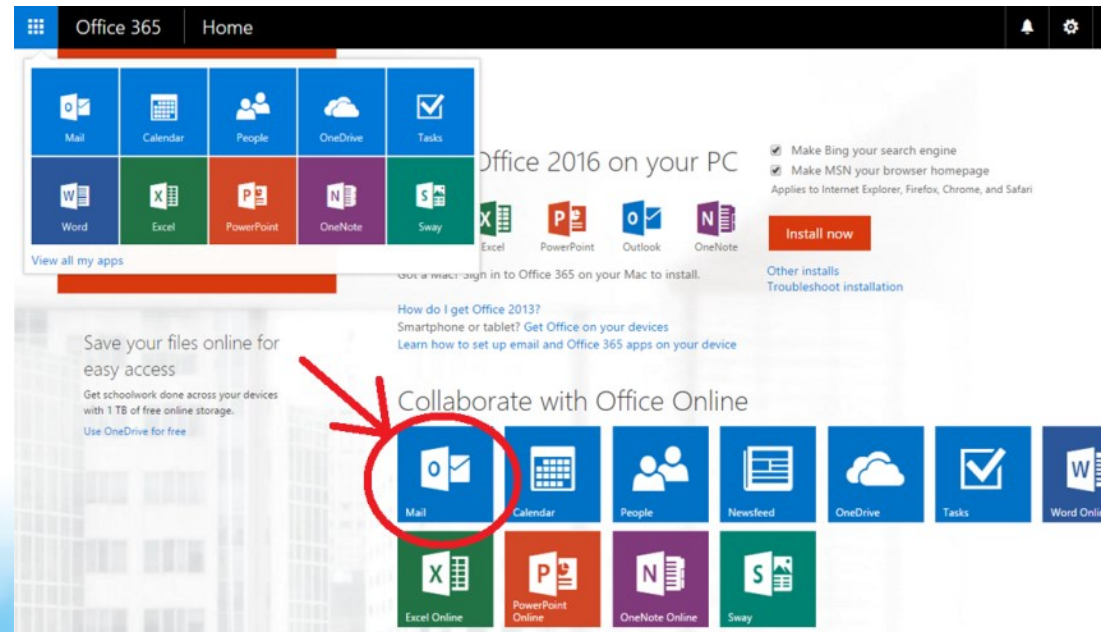 Office 365 Home
Mail Calendar People OneDrive Tasks
Word Excel PowerPoint OneNote Sway
View all my apps
Office 2016 on your PC
Excel PowerPoint Outlook OneNote
Got a Mac? Sign in to Office 365 on your Mac to install.
How do I get Office 2013?
Smartphone or tablet? Get Office on your devices
Learn how to set up email and Office 365 apps on your device
Make Bing your search engine
Make MSN your browser homepage
Applies to Internet Explorer, Firefox, Chrome, and Safari
Install now
Other installs
Troubleshoot installation
Save your files online for
easy access
Get schoolwork done across your devices
with 1 TB of free online storage.
Use OneDrive for free
Collaborate with Office Online
Mail Calendar People Newsfeed OneDrive Tasks Word Onli
Excel Online PowerPoint
Online OneNote Online Sway